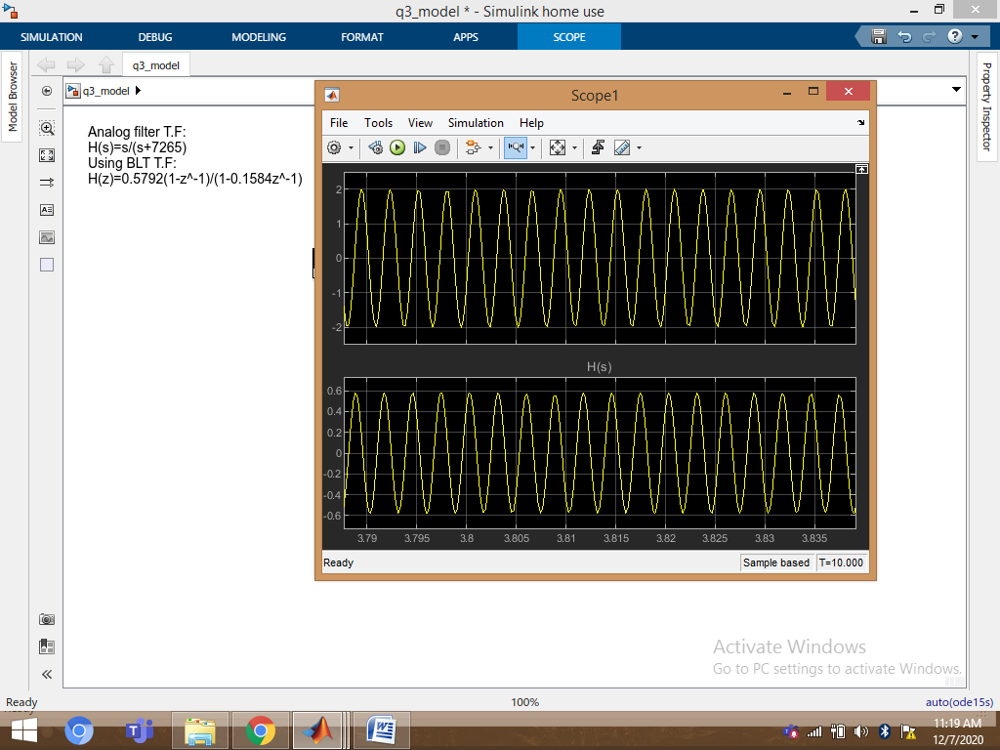 q3_model * - Simulink home use
SIMULATION DEBUG MODELING FORMAT APPS SCOPE
Model Browser
q3_model
q3_model
Property Inspector
Analog filter T.F:
H(s)=s/(s+7265)
Using BLT T.F:
H(z)=0.5792(1-z^-1)/(1-0.1584z^-1)
Scope1
File Tools View Simulation Help
2
1
0
-1
-2
H(s)
0.6
0.4
0.2
0
-0.2
-0.4
-0.6
3.79 3.795 3.8 3.805 3.81 3.815 3.82 3.825 3.83 3.835
Ready Sample based T=10.000
Activate Windows
Go to PC settings to activate Windows.
Ready 100% auto(ode15s)
11:19 AM
12/7/2020